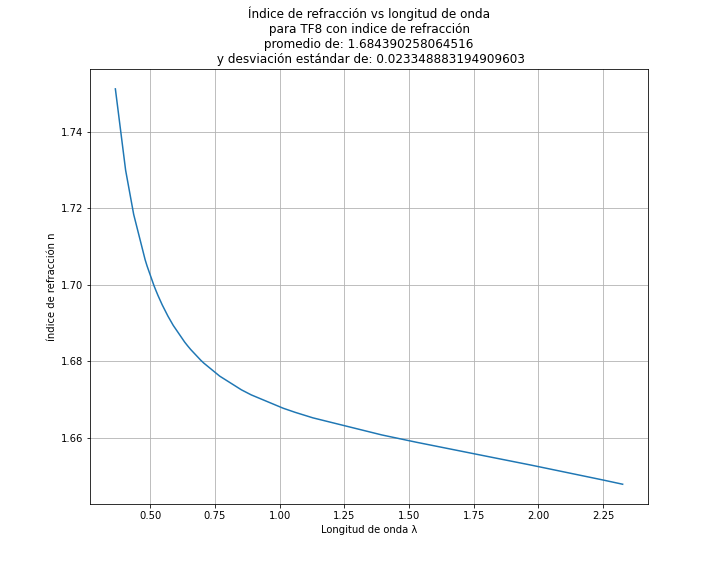 Índice de refracción vs longitud de onda
para TF8 con indice de refracción
promedio de: 1.684390258064516
y desviación estándar de: 0.023348883194909603
1.74
1.72
1.70
1.68
1.66
índice de refracción n
0.50 0.75 1.00 1.25 1.50 1.75 2.00 2.25
Longitud de onda λ